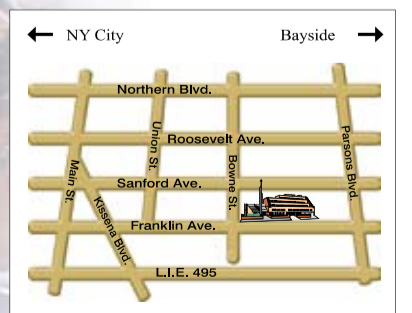 NY City Bayside
Northern Blvd.
Roosevelt Ave.
Union St.
Parsons Blvd.
Bowne St.
Main St.
Sanford Ave.
Kissena Blvd.
Franklin Ave.
L.I.E. 495